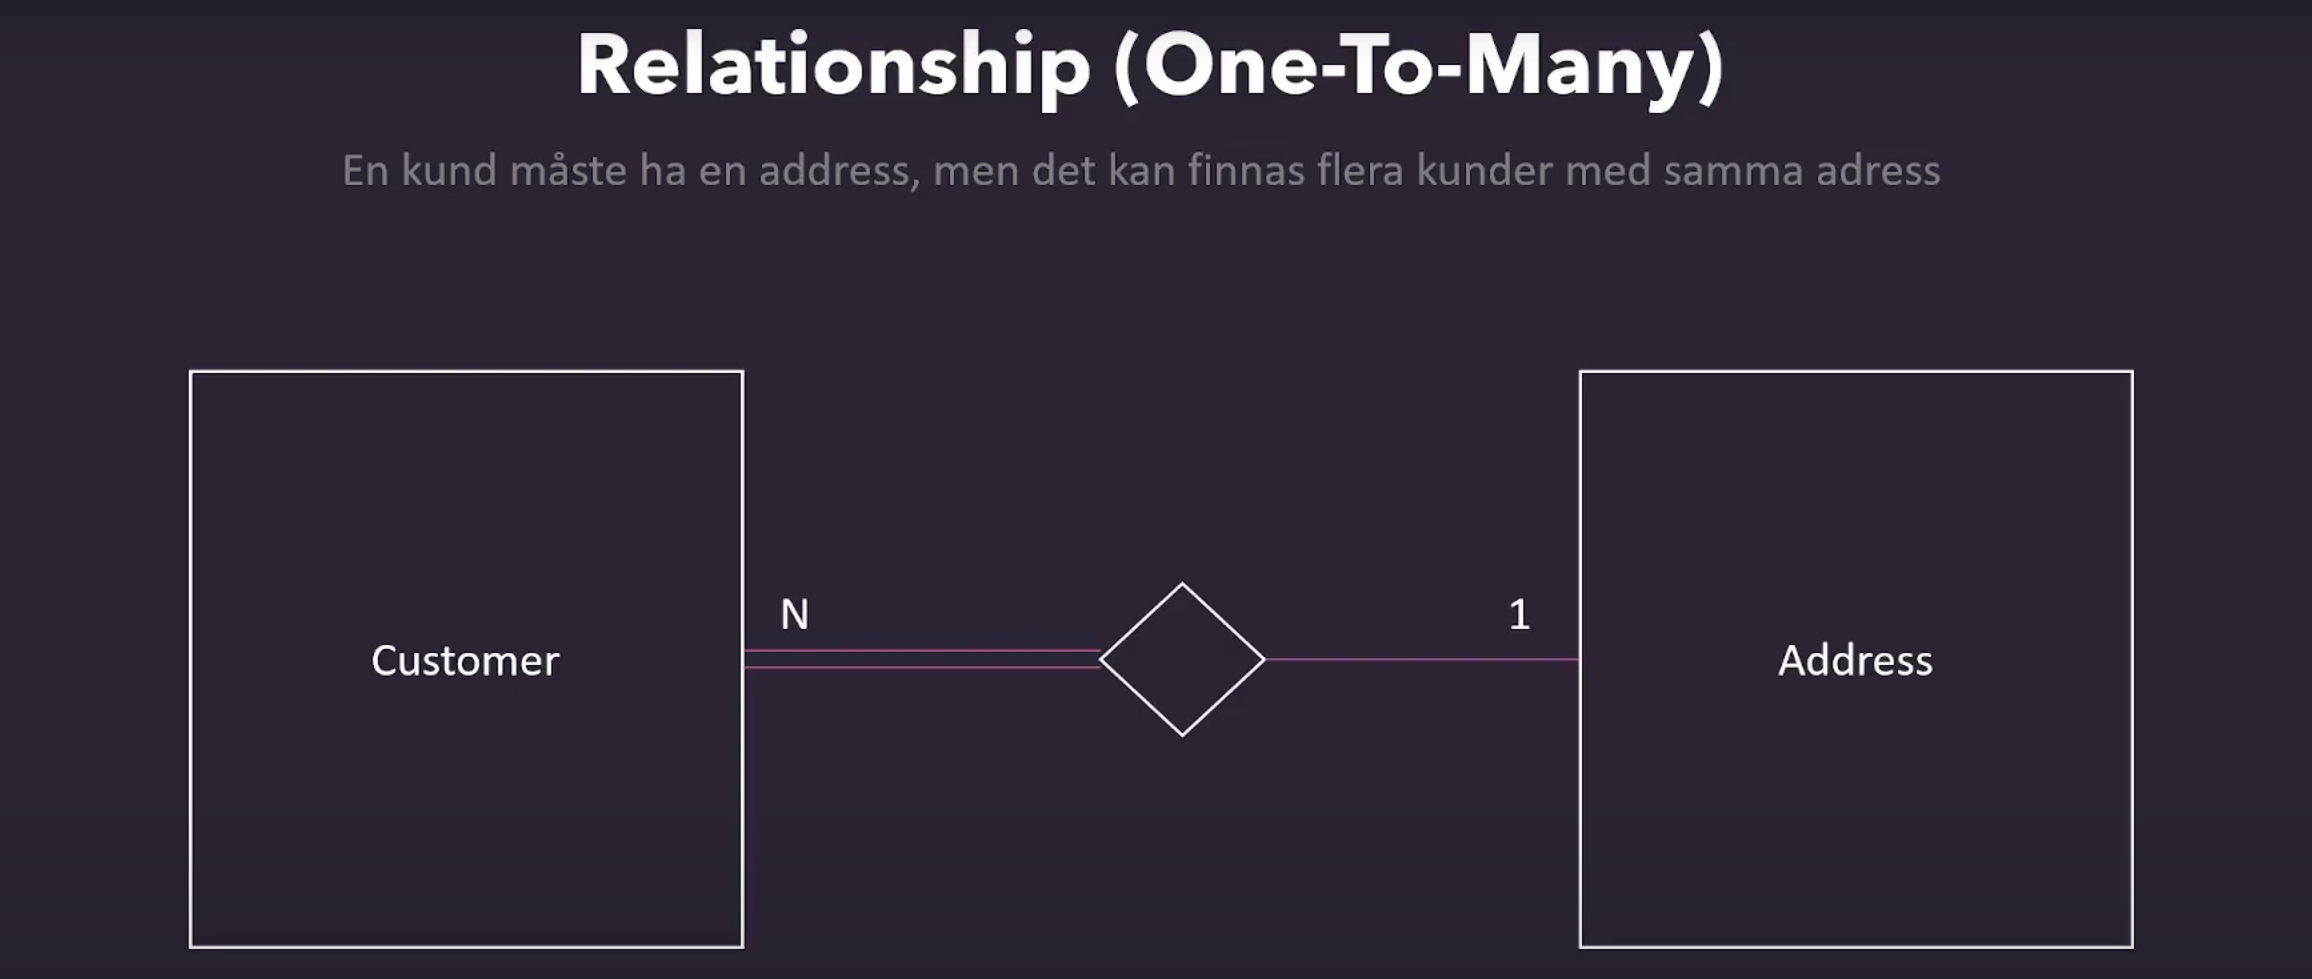 Relationship (One-To-Many)
En kund måste ha en address, men det kan finnas flera kunder med samma adress
N
1
Customer
Address